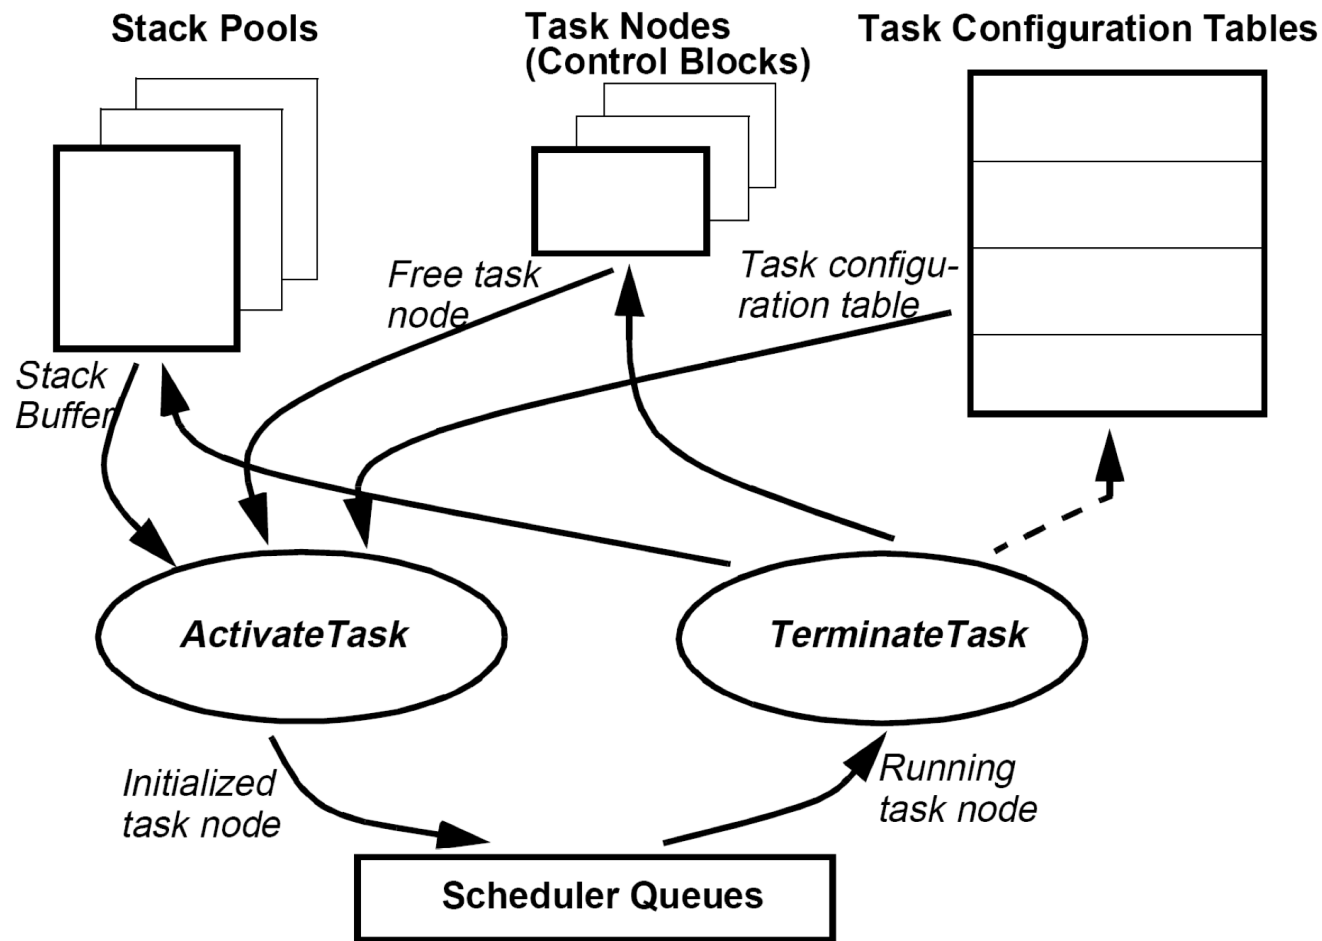 Stack Pools
Task Nodes
(Control Blocks)
Task Configuration Tables
Free task
node
Task configu-
ration table
Stack
Buffer
ActivateTask
TerminateTask
Initialized
task node
Running
task node
Scheduler Queues